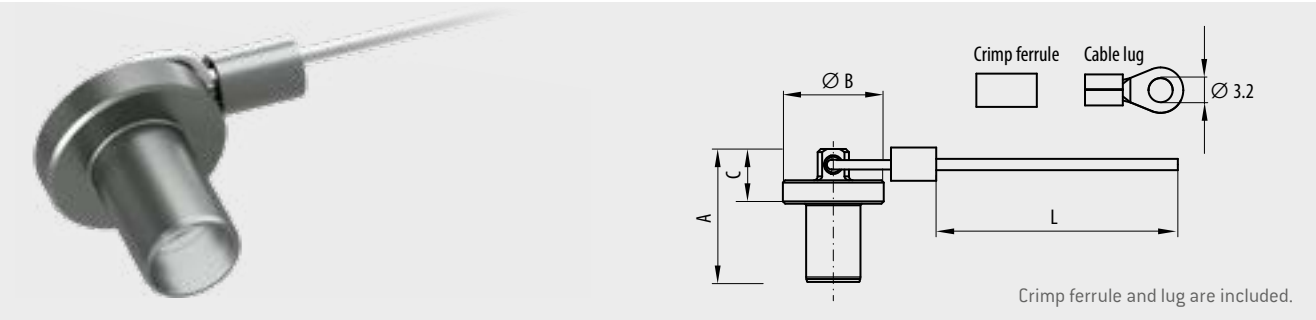 Crimp ferrule
Cable lug
∅ B
∅ 3.2
C
A
L
Crimp ferrule and lug are included.